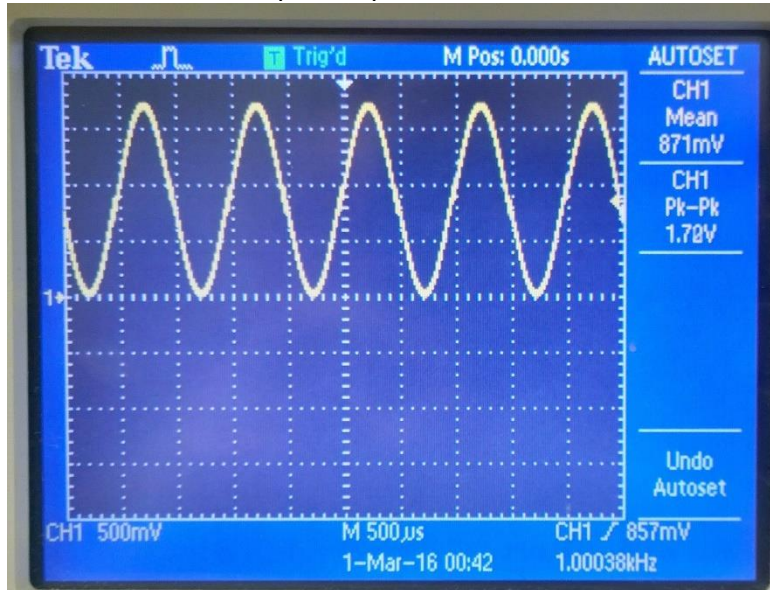 Tek
T Trig'd
M Pos: 0.000s
AUTOSET
CH1
Mean
871mV
CH1
Pk-Pk
1.72V
1
Undo
Autoset
CH1 500mV
M 500µs
CH1 857mV
1-Mar-16 00:42
1.00038kHz